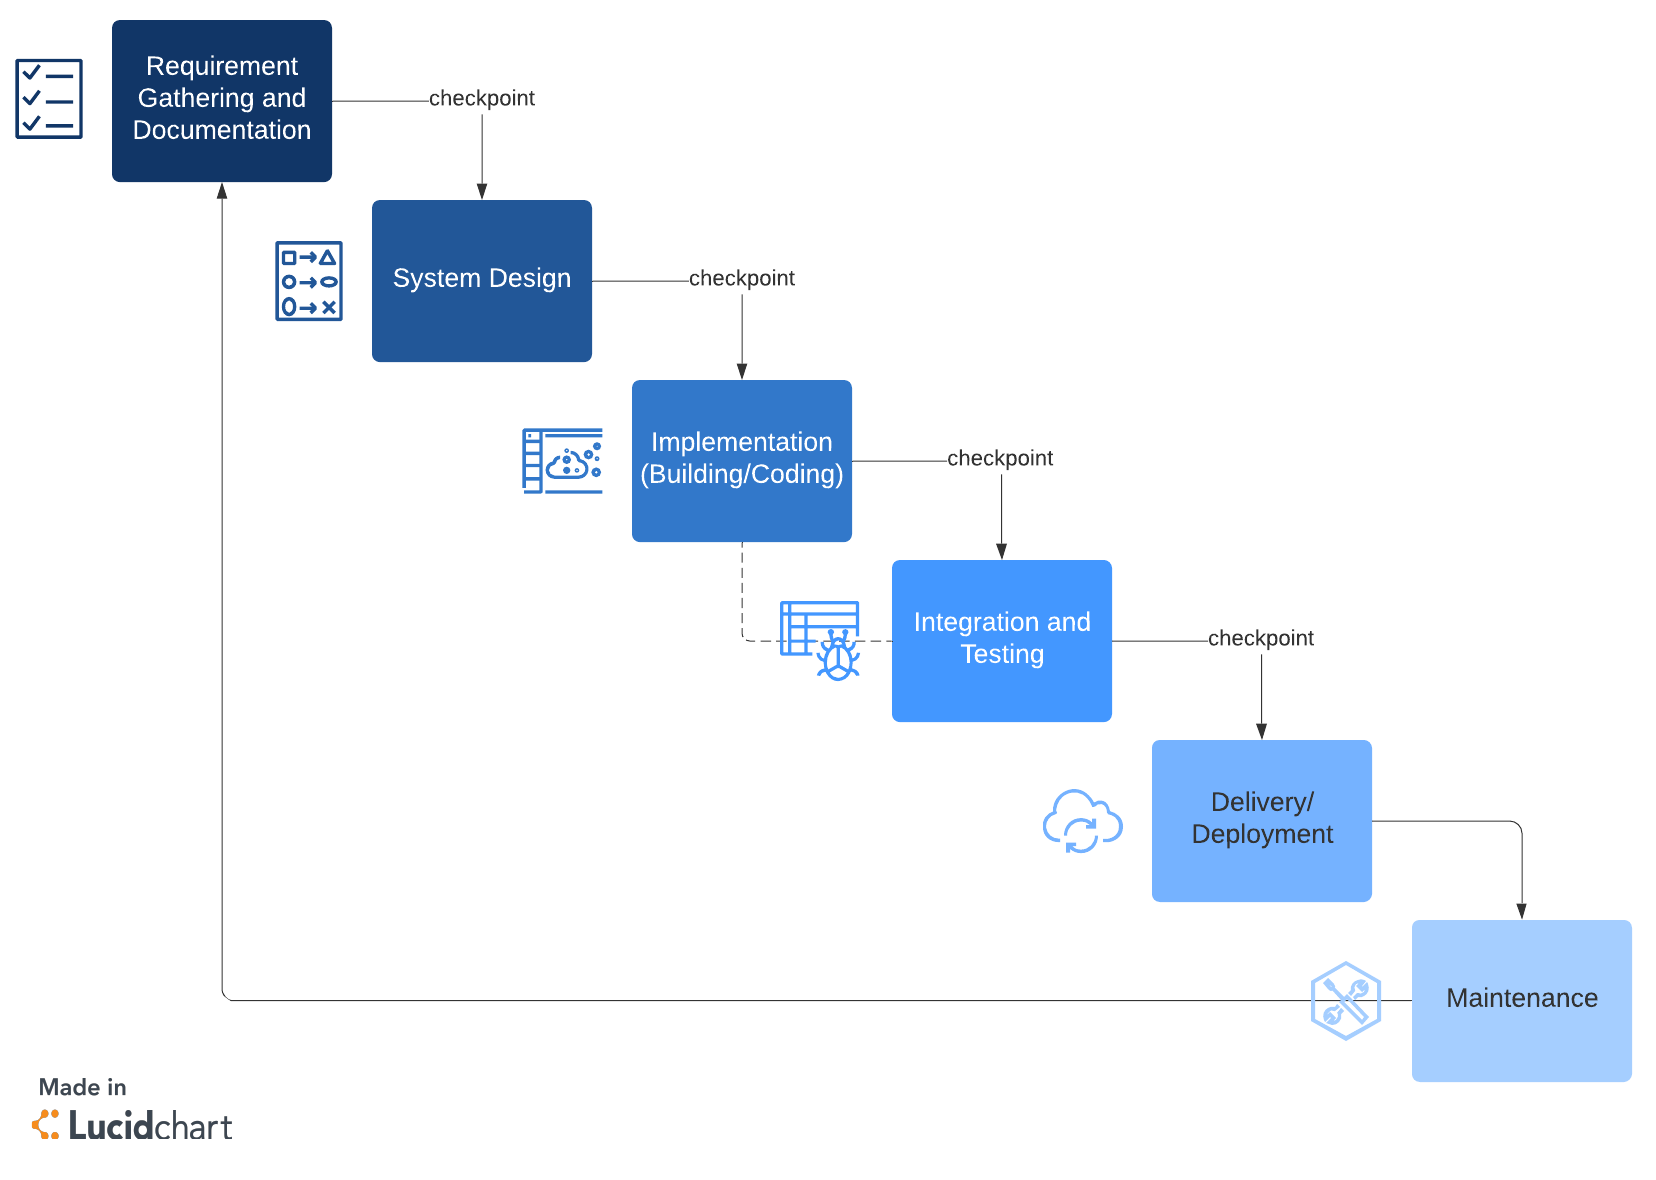 Requirement
Gathering and
Documentation
checkpoint
System Design
checkpoint
Implementation
(Building/Coding)
checkpoint
Integration and
Testing
checkpoint
Delivery/
Deployment
Maintenance
Made in
Lucidchart